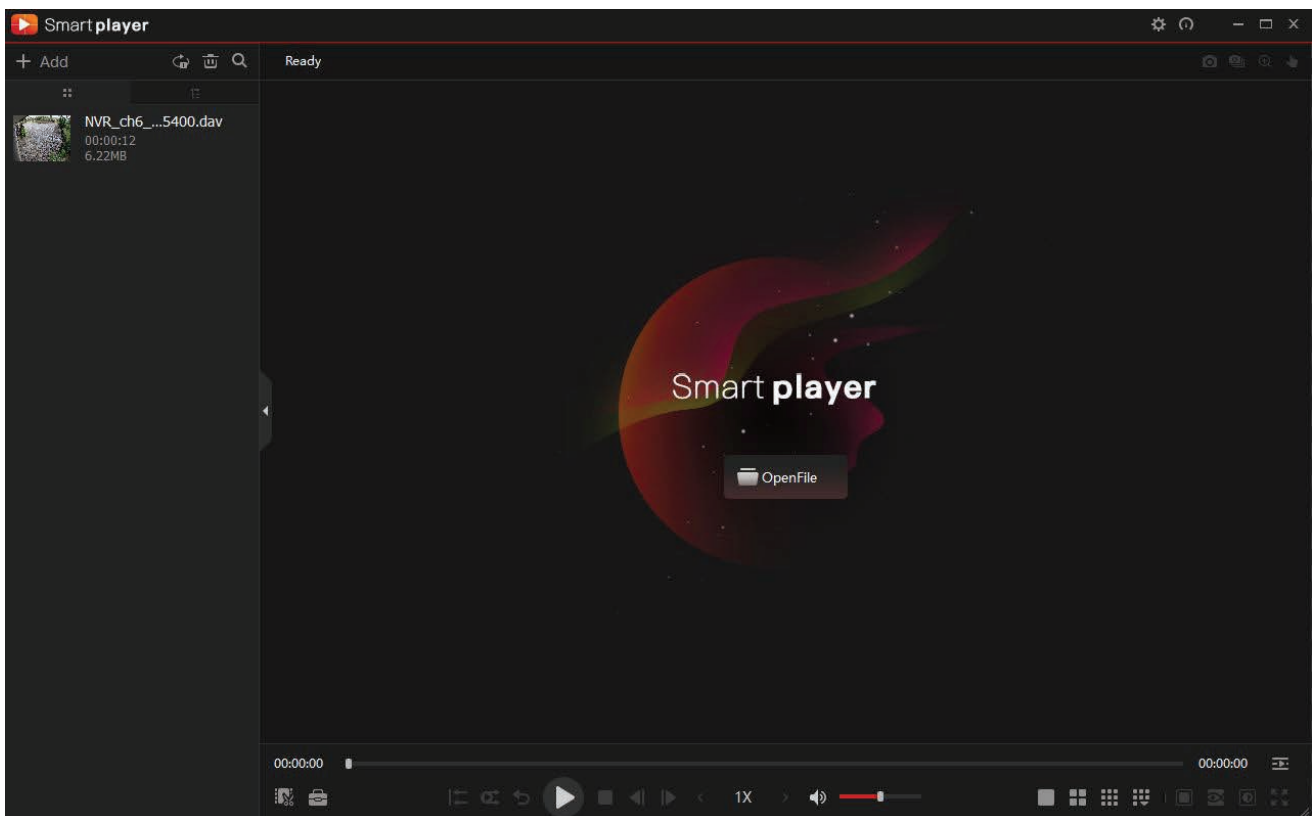 Smart player
+ Add
Ready
NVR_ch6_...5400.dav
00:00:12
6.22MB
Smart player
OpenFile
00:00:00
00:00:00
1X